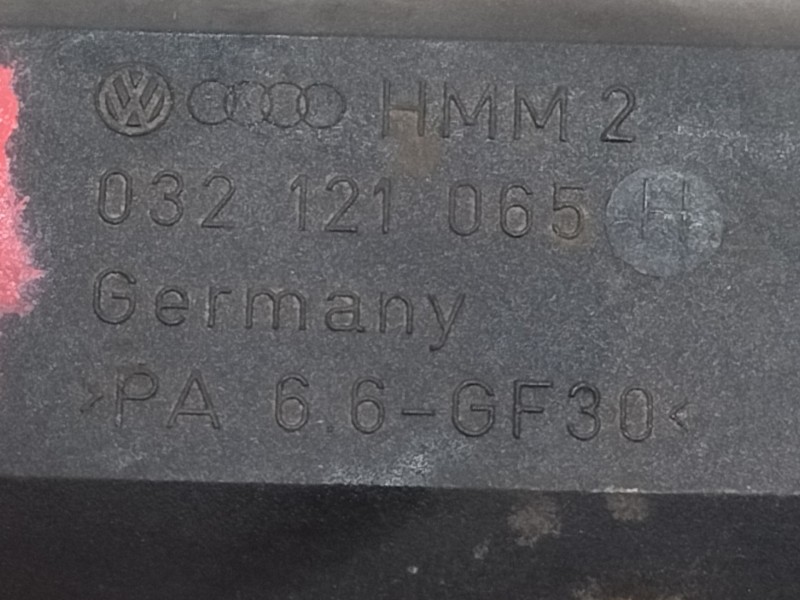 HMM 2
032 121 065 H
Germany
>PA 6.6-GF30<